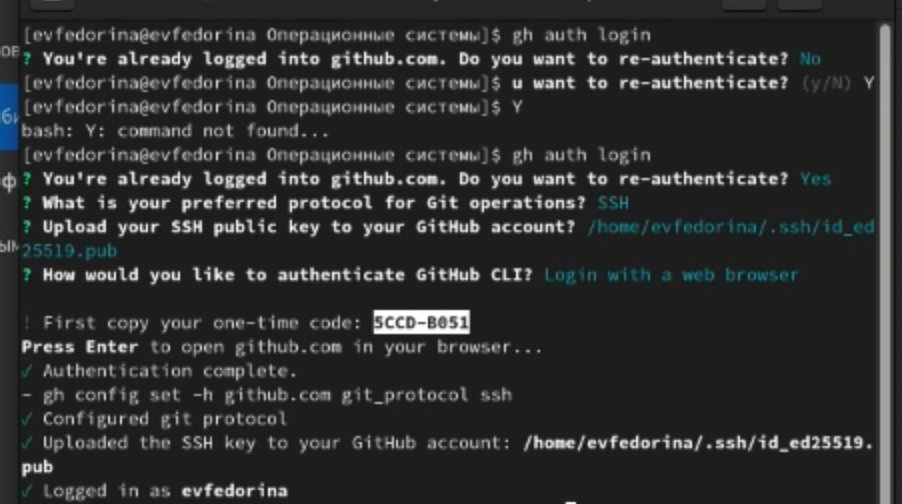 [evfedorina@evfedorina Операционные системы]$ gh auth login
? You're already logged into github.com. Do you want to re-authenticate? No
[evfedorina@evfedorina Операционные системы]$ u want to re-authenticate? (y/N) Y
[evfedorina@evfedorina Операционные системы]$ Y
bash: Y: command not found...
[evfedorina@evfedorina Операционные системы]$ gh auth login
? You're already logged into github.com. Do you want to re-authenticate? Yes
? What is your preferred protocol for Git operations? SSH
? Upload your SSH public key to your GitHub account? /home/evfedorina/.ssh/id_ed
25519.pub
? How would you like to authenticate GitHub CLI? Login with a web browser
! First copy your one-time code: 5CCD-B051
Press Enter to open github.com in your browser...
✓ Authentication complete.
- gh config set -h github.com git_protocol ssh
✓ Configured git protocol
✓ Uploaded the SSH key to your GitHub account: /home/evfedorina/.ssh/id_ed25519.
pub
✓ Logged in as evfedorina